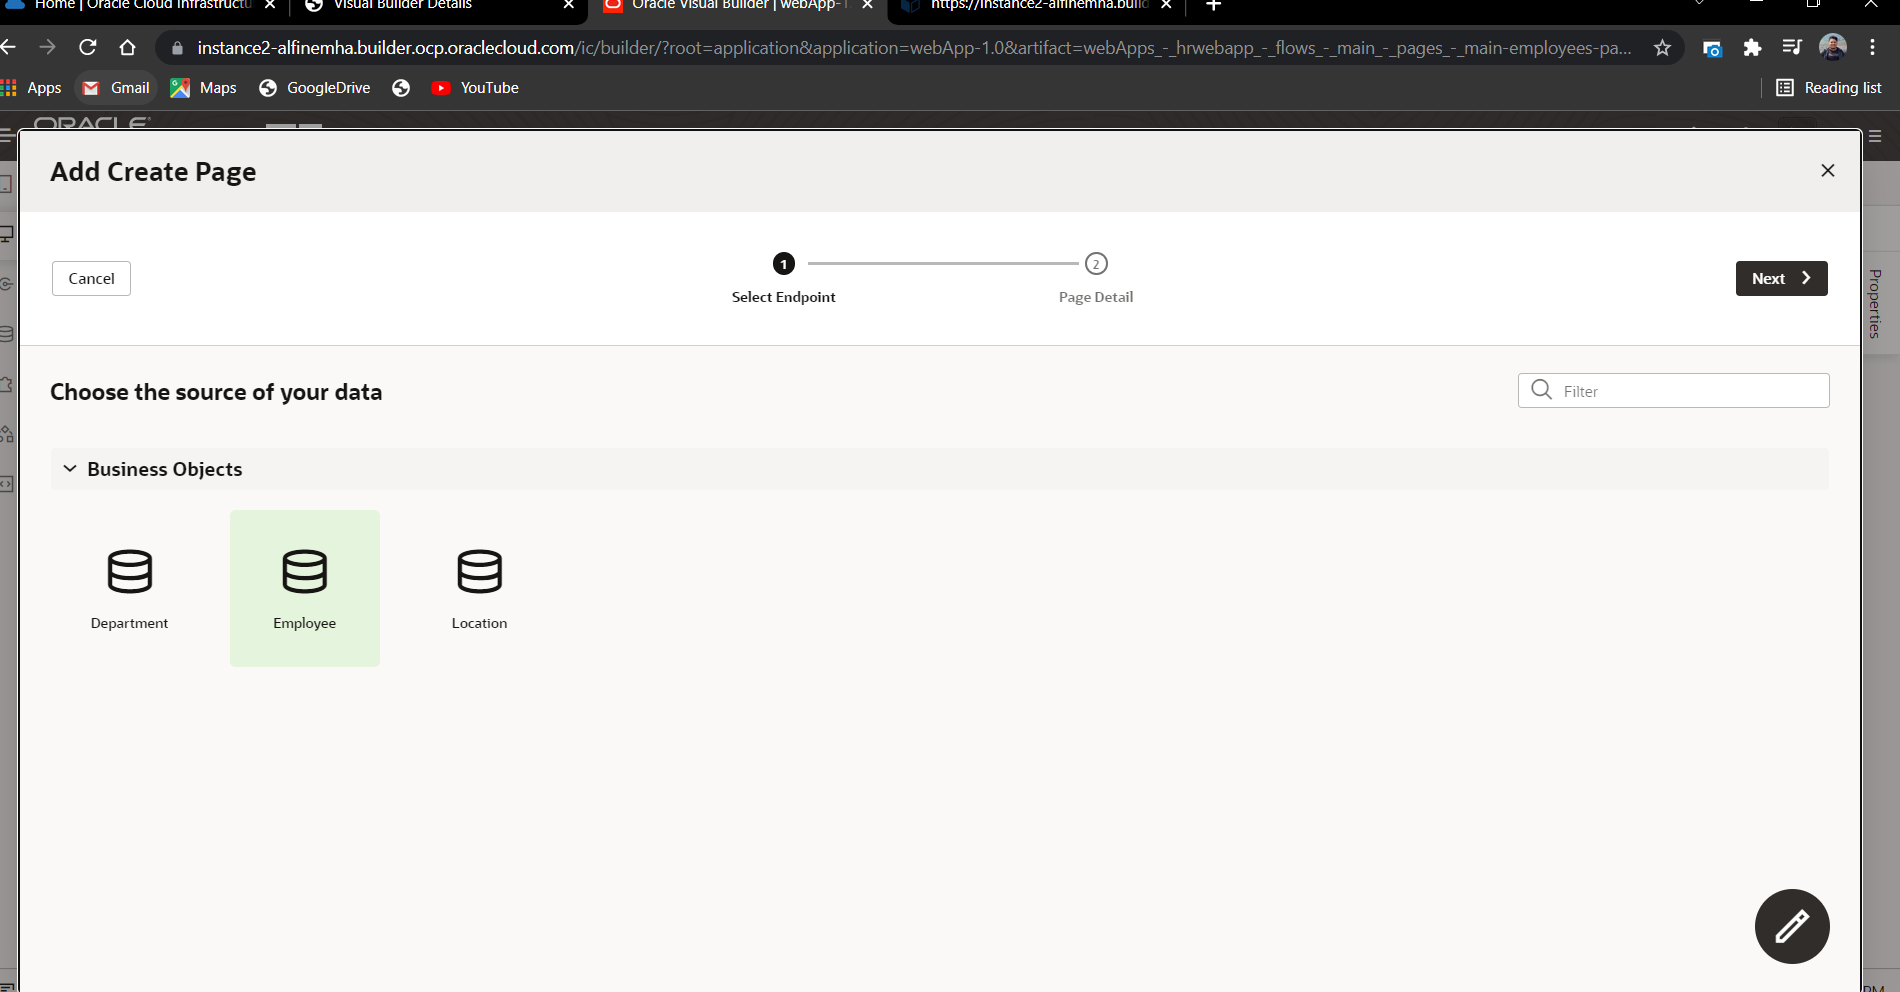 Home | Oracle Cloud Infrastructu
Visual Builder Details
Oracle Visual Builder | webApp-1.
https://instance2-alfinemha.build
instance2-alfinemha.builder.ocp.oraclecloud.com/ic/builder/?root=application&application=webApp-1.0&artifact=webApps_-_hrwebapp_-_flows_-_main_-_pages_-_main-employees-pa...
Apps
Gmail
Maps
GoogleDrive
YouTube
Reading list
ORACLE
Add Create Page
Cancel
1
2
Next
Select Endpoint
Page Detail
Properties
Choose the source of your data
Filter
Business Objects
Department
Employee
Location
PM